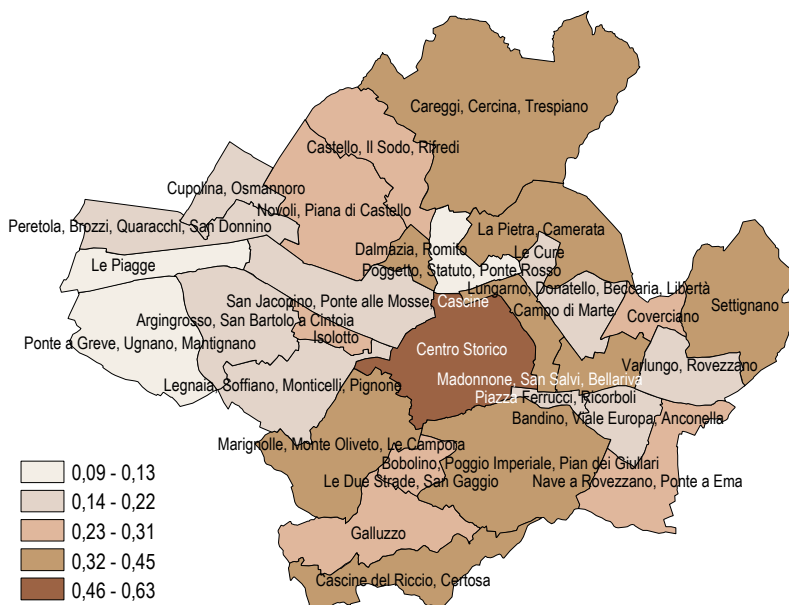 Careggi, Cercina, Trespiano
Castello, Il Sodo, Rifredi
Cupolina, Osmannoro
Novoli, Piana di Castello
Peretola, Brozzi, Quaracchi, San Donnino
La Pietra, Camerata
Dalmazia, Romito
Le Cure
Le Piagge
Poggetto, Statuto, Ponte Rosso
Settignano
Lungarno, Donatello, Beccaria, Libertà
San Jacopino, Ponte alle Mosse, Cascine
Campo di Marte
Coverciano
Argingrosso, San Bartolo a Cintoia
Isolotto
Ponte a Greve, Ugnano, Mantignano
Centro Storico
Varlungo, Rovezzano
Legnaia, Soffiano, Monticelli, Pignone
Madonnone, San Salvi, Bellariva
Piazza Ferrucci, Ricorboli
Bandino, Viale Europa, Anconella
Marignolle, Monte Oliveto, Le Campora
Bobolino, Poggio Imperiale, Pian dei Giullari
Le Due Strade, San Gaggio
Nave a Rovezzano, Ponte a Ema
Galluzzo
Cascine del Riccio, Certosa
0,09 - 0,13
0,14 - 0,22
0,23 - 0,31
0,32 - 0,45
0,46 - 0,63